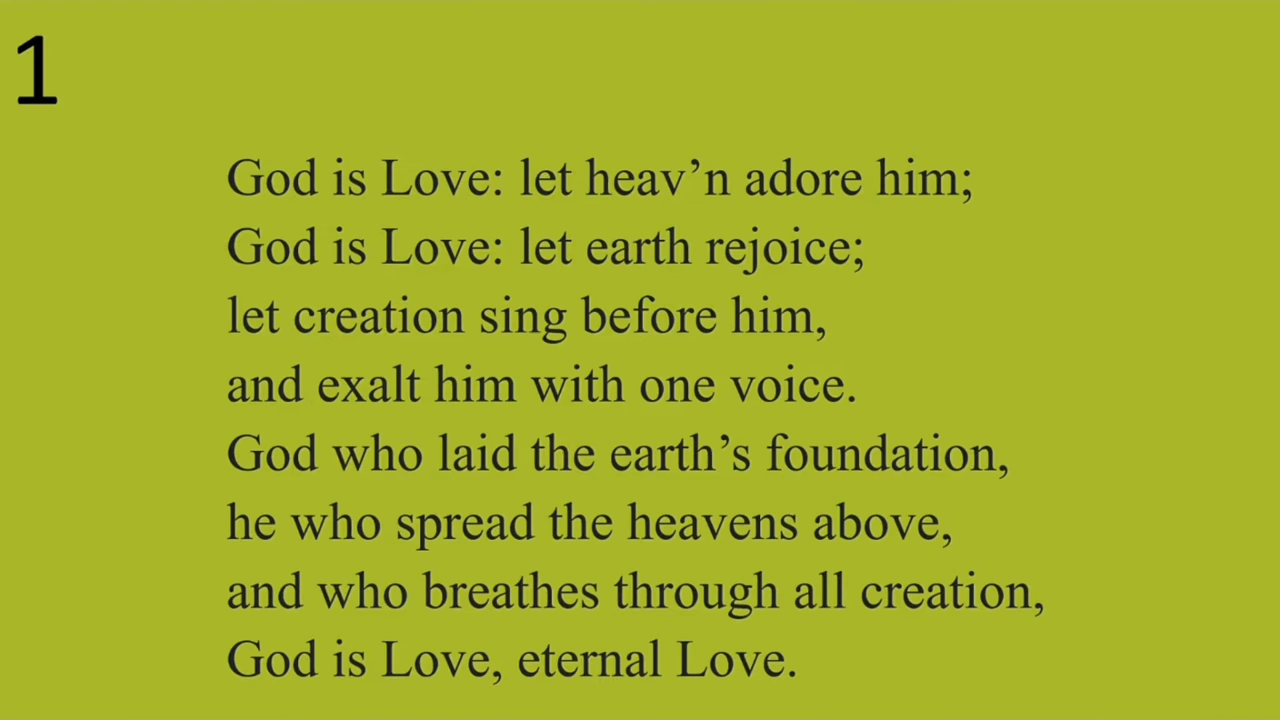 1
God is Love: let heav’n adore him;
God is Love: let earth rejoice;
let creation sing before him,
and exalt him with one voice.
God who laid the earth’s foundation,
he who spread the heavens above,
and who breathes through all creation,
God is Love, eternal Love.